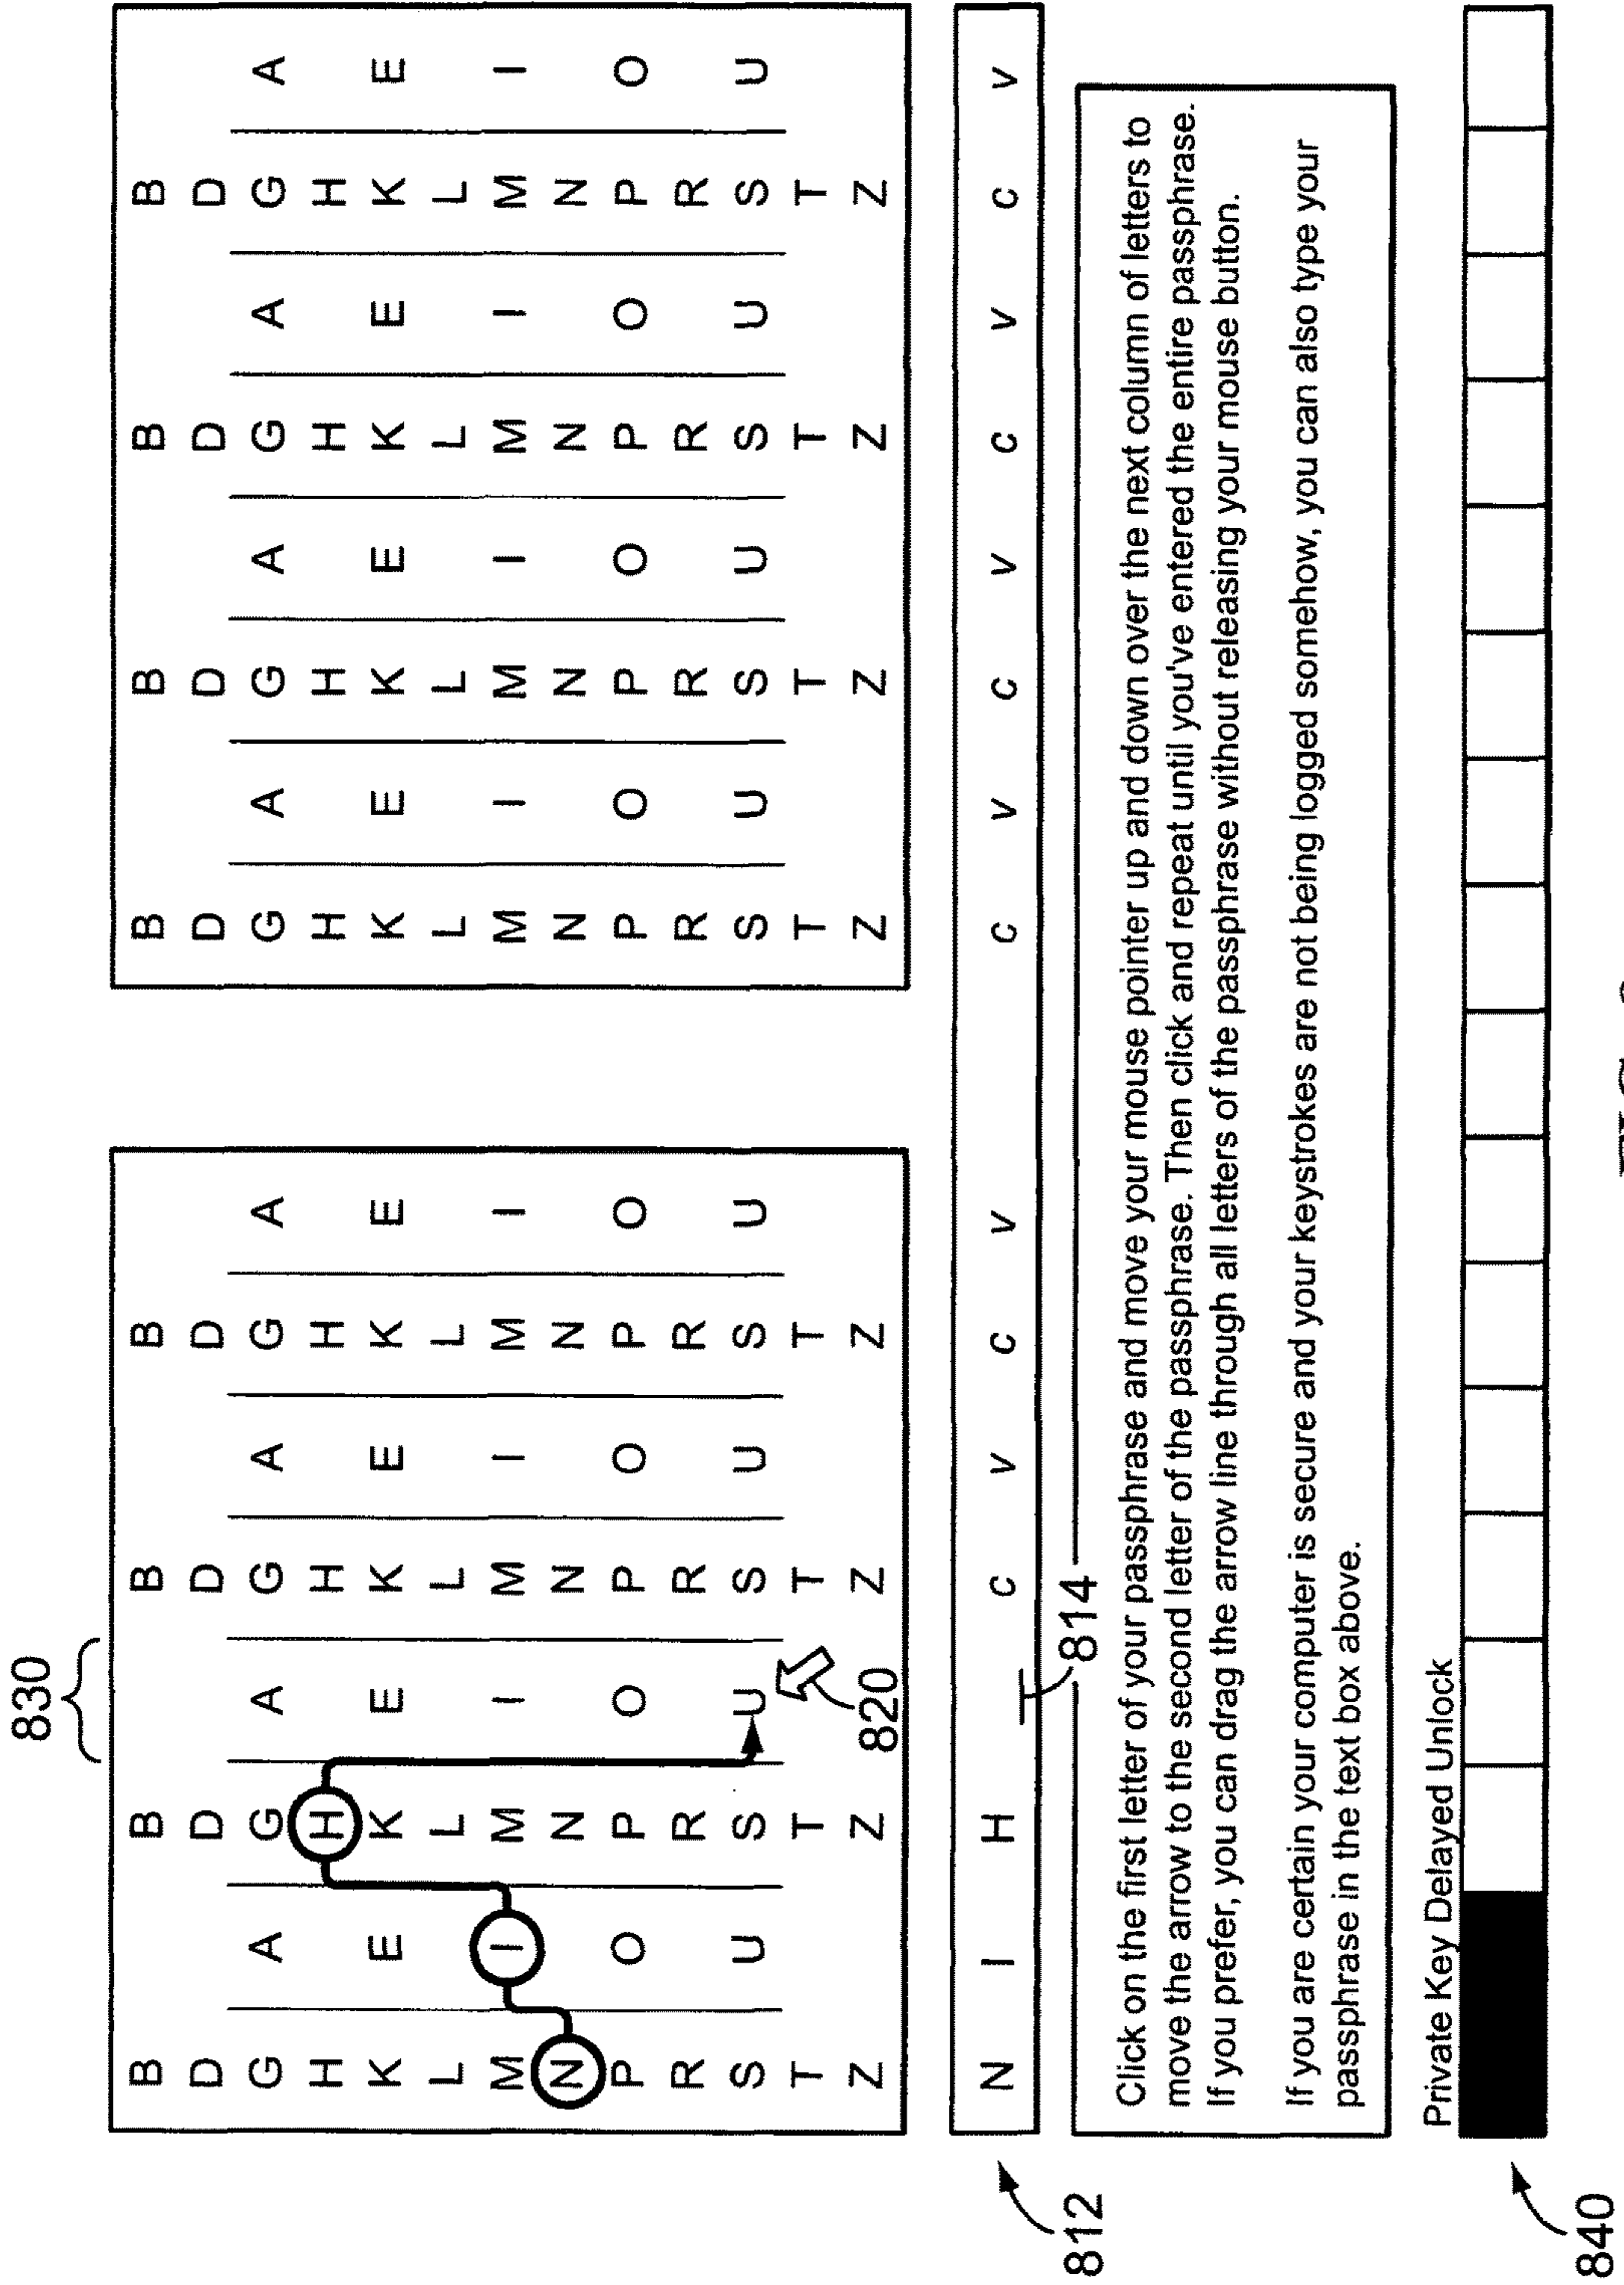 830
B B B B B B B B
D D D D D D D D
G A G A G A G A G A G A G A G A
H H H H H H H H
K E K E K E K E K E K E K E K E
L L L L L L L L
M I M I M I M I M I M I M I M I
N N N N N N N N
P O P O P O P O P O P O P O P O
R R R R R R R R
S U S U S U S U S U S U S U S U
T T T T T T T T
Z Z Z Z Z Z Z Z
820
N I H _ c v c v c v c v c v c v
812
814
Click on the first letter of your passphrase and move your mouse pointer up and down over the next column of letters to
move the arrow to the second letter of the passphrase. Then click and repeat until you've entered the entire passphrase.
If you prefer, you can drag the arrow line through all letters of the passphrase without releasing your mouse button.
If you are certain your computer is secure and your keystrokes are not being logged somehow, you can also type your
passphrase in the text box above.
Private Key Delayed Unlock
840